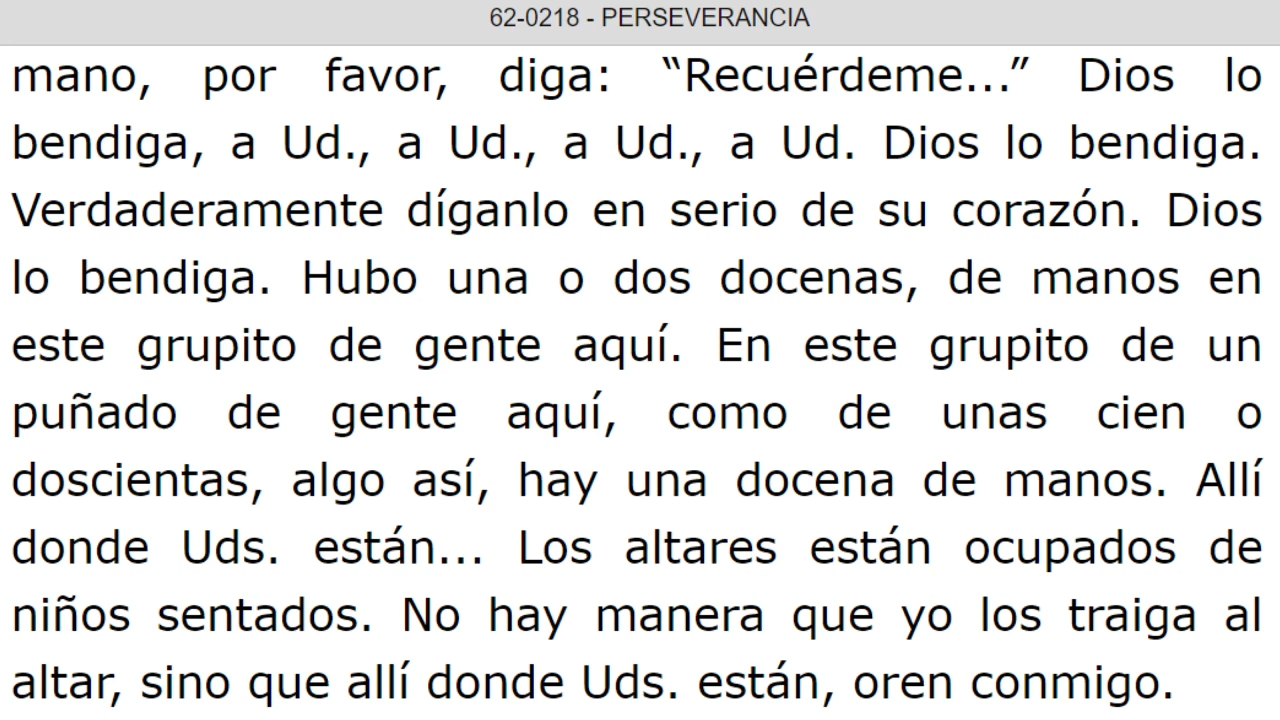 62-0218 - PERSEVERANCIA
mano, por favor, diga: “Recuérdeme...” Dios lo
bendiga, a Ud., a Ud., a Ud., a Ud. Dios lo bendiga.
Verdaderamente díganlo en serio de su corazón. Dios
lo bendiga. Hubo una o dos docenas, de manos en
este grupito de gente aquí. En este grupito de un
puñado de gente aquí, como de unas cien o
doscientas, algo así, hay una docena de manos. Allí
donde Uds. están... Los altares están ocupados de
niños sentados. No hay manera que yo los traiga al
altar, sino que allí donde Uds. están, oren conmigo.